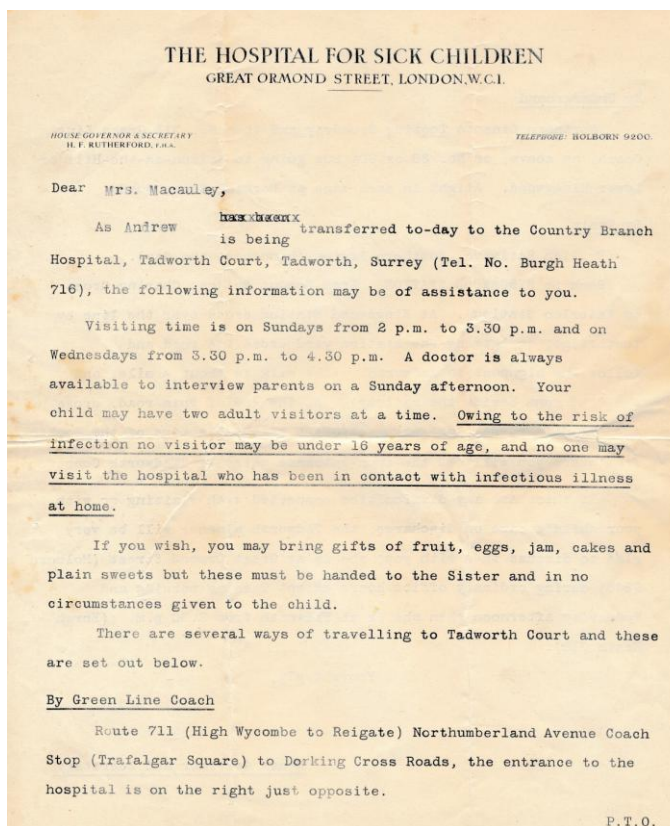 THE HOSPITAL FOR SICK CHILDREN
GREAT ORMOND STREET, LONDON, W.C.1.
HOUSE GOVERNOR & SECRETARY
H. F. RUTHERFORD, F.H.A.
TELEPHONE: HOLBORN 9200.
Dear Mrs. Macauley,
has been
As Andrew is being transferred to-day to the Country Branch
Hospital, Tadworth Court, Tadworth, Surrey (Tel. No. Burgh Heath
716), the following information may be of assistance to you.
Visiting time is on Sundays from 2 p.m. to 3.30 p.m. and on
Wednesdays from 3.30 p.m. to 4.30 p.m. A doctor is always
available to interview parents on a Sunday afternoon. Your
child may have two adult visitors at a time. Owing to the risk of
infection no visitor may be under 16 years of age, and no one may
visit the hospital who has been in contact with infectious illness
at home.
If you wish, you may bring gifts of fruit, eggs, jam, cakes and
plain sweets but these must be handed to the Sister and in no
circumstances given to the child.
There are several ways of travelling to Tadworth Court and these
are set out below.
By Green Line Coach
Route 711 (High Wycombe to Reigate) Northumberland Avenue Coach
Stop (Trafalgar Square) to Dorking Cross Roads, the entrance to the
hospital is on the right just opposite.
P.T.O.